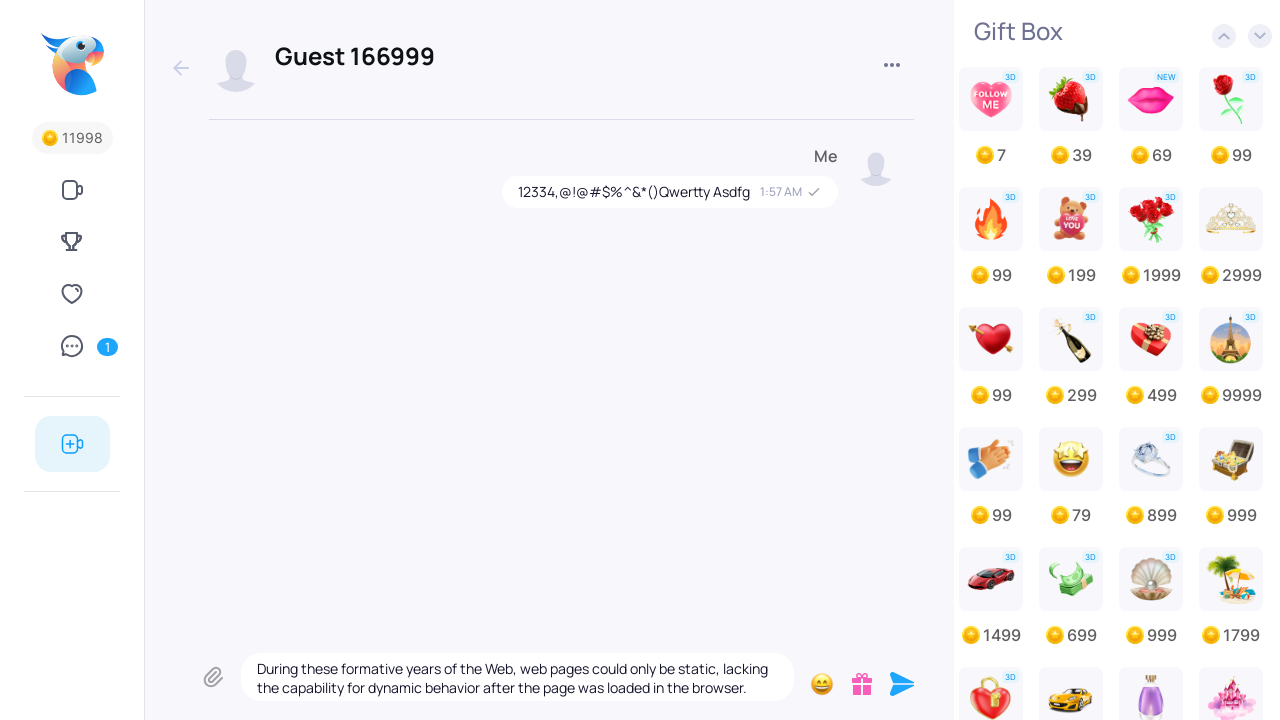 Guest 166999
11998
1
Me
12334,@!@#$%^&*()Qwertty Asdfg 1:57 AM
During these formative years of the Web, web pages could only be static, lacking
the capability for dynamic behavior after the page was loaded in the browser.
Gift Box
3D 3D NEW 3D
FOLLOW
ME
7 39 69 99
3D 3D 3D
LOVE
YOU
99 199 1999 2999
3D 3D 3D
99 299 499 9999
3D
99 79 899 999
3D 3D 3D
1499 699 999 1799
3D